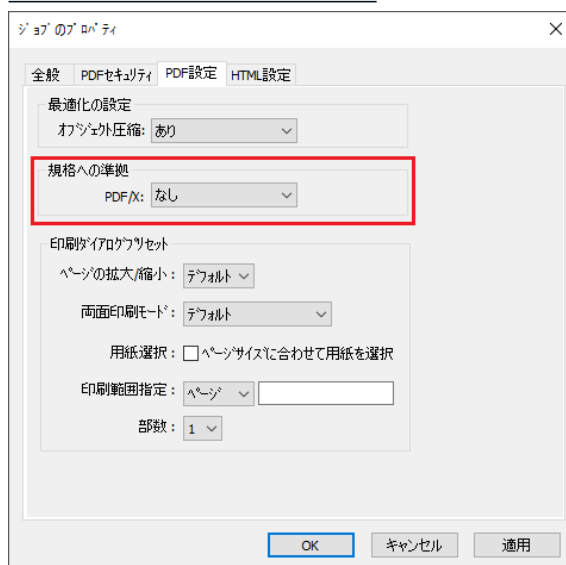 ｼﾞｮﾌﾞのﾌﾟﾛﾊﾟﾃｨ
全般 PDFｾｷｭﾘﾃｨ PDF設定 HTML設定
最適化の設定
ｵﾌﾞｼﾞｪｸﾄ圧縮: あり
規格への準拠
PDF/X: なし
印刷ﾀﾞｲｱﾛｸﾞﾌﾟﾘｾｯﾄ
ﾍﾟｰｼﾞの拡大/縮小： ﾃﾞﾌｫﾙﾄ
両面印刷ﾓｰﾄﾞ： ﾃﾞﾌｫﾙﾄ
用紙選択： ﾍﾟｰｼﾞｻｲｽﾞに合わせて用紙を選択
印刷範囲指定： ﾍﾟｰｼﾞ
部数： 1
OK キャンセル 適用